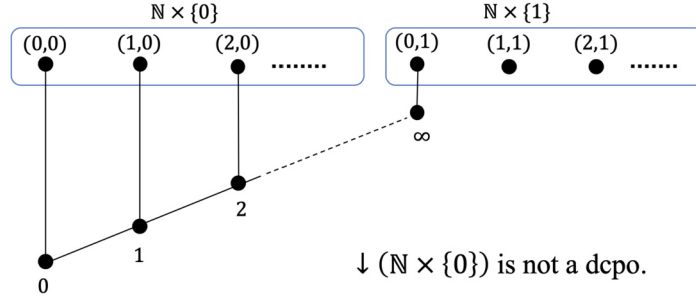 ℕ × {0} ℕ × {1}
(0,0) (1,0) (2,0) ........ (0,1) (1,1) (2,1) .......
∞
2
1
↓ (ℕ × {0}) is not a dcpo.
0